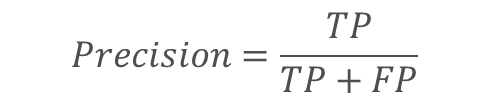 Precision = TP / TP + FP